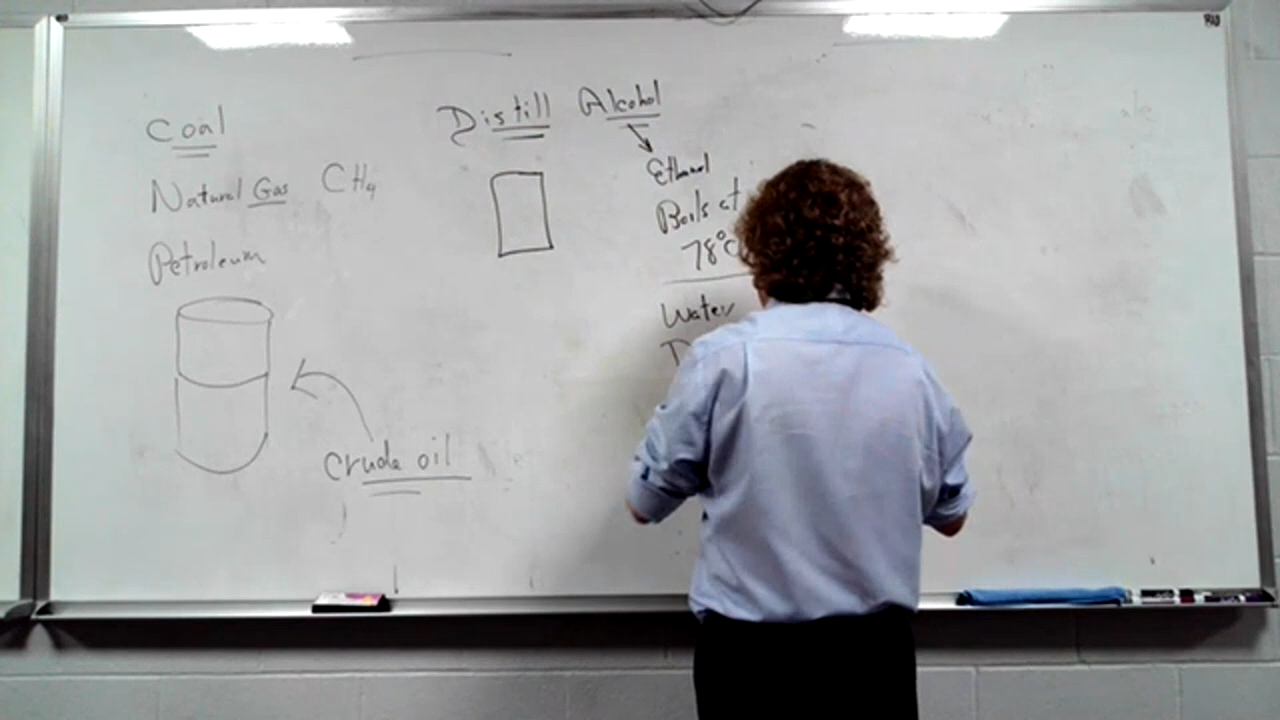 Coal
Natural Gas CH4
Petroleum
Crude oil
Distill Alcohol
Ethanol
Boils at
78°C
Water